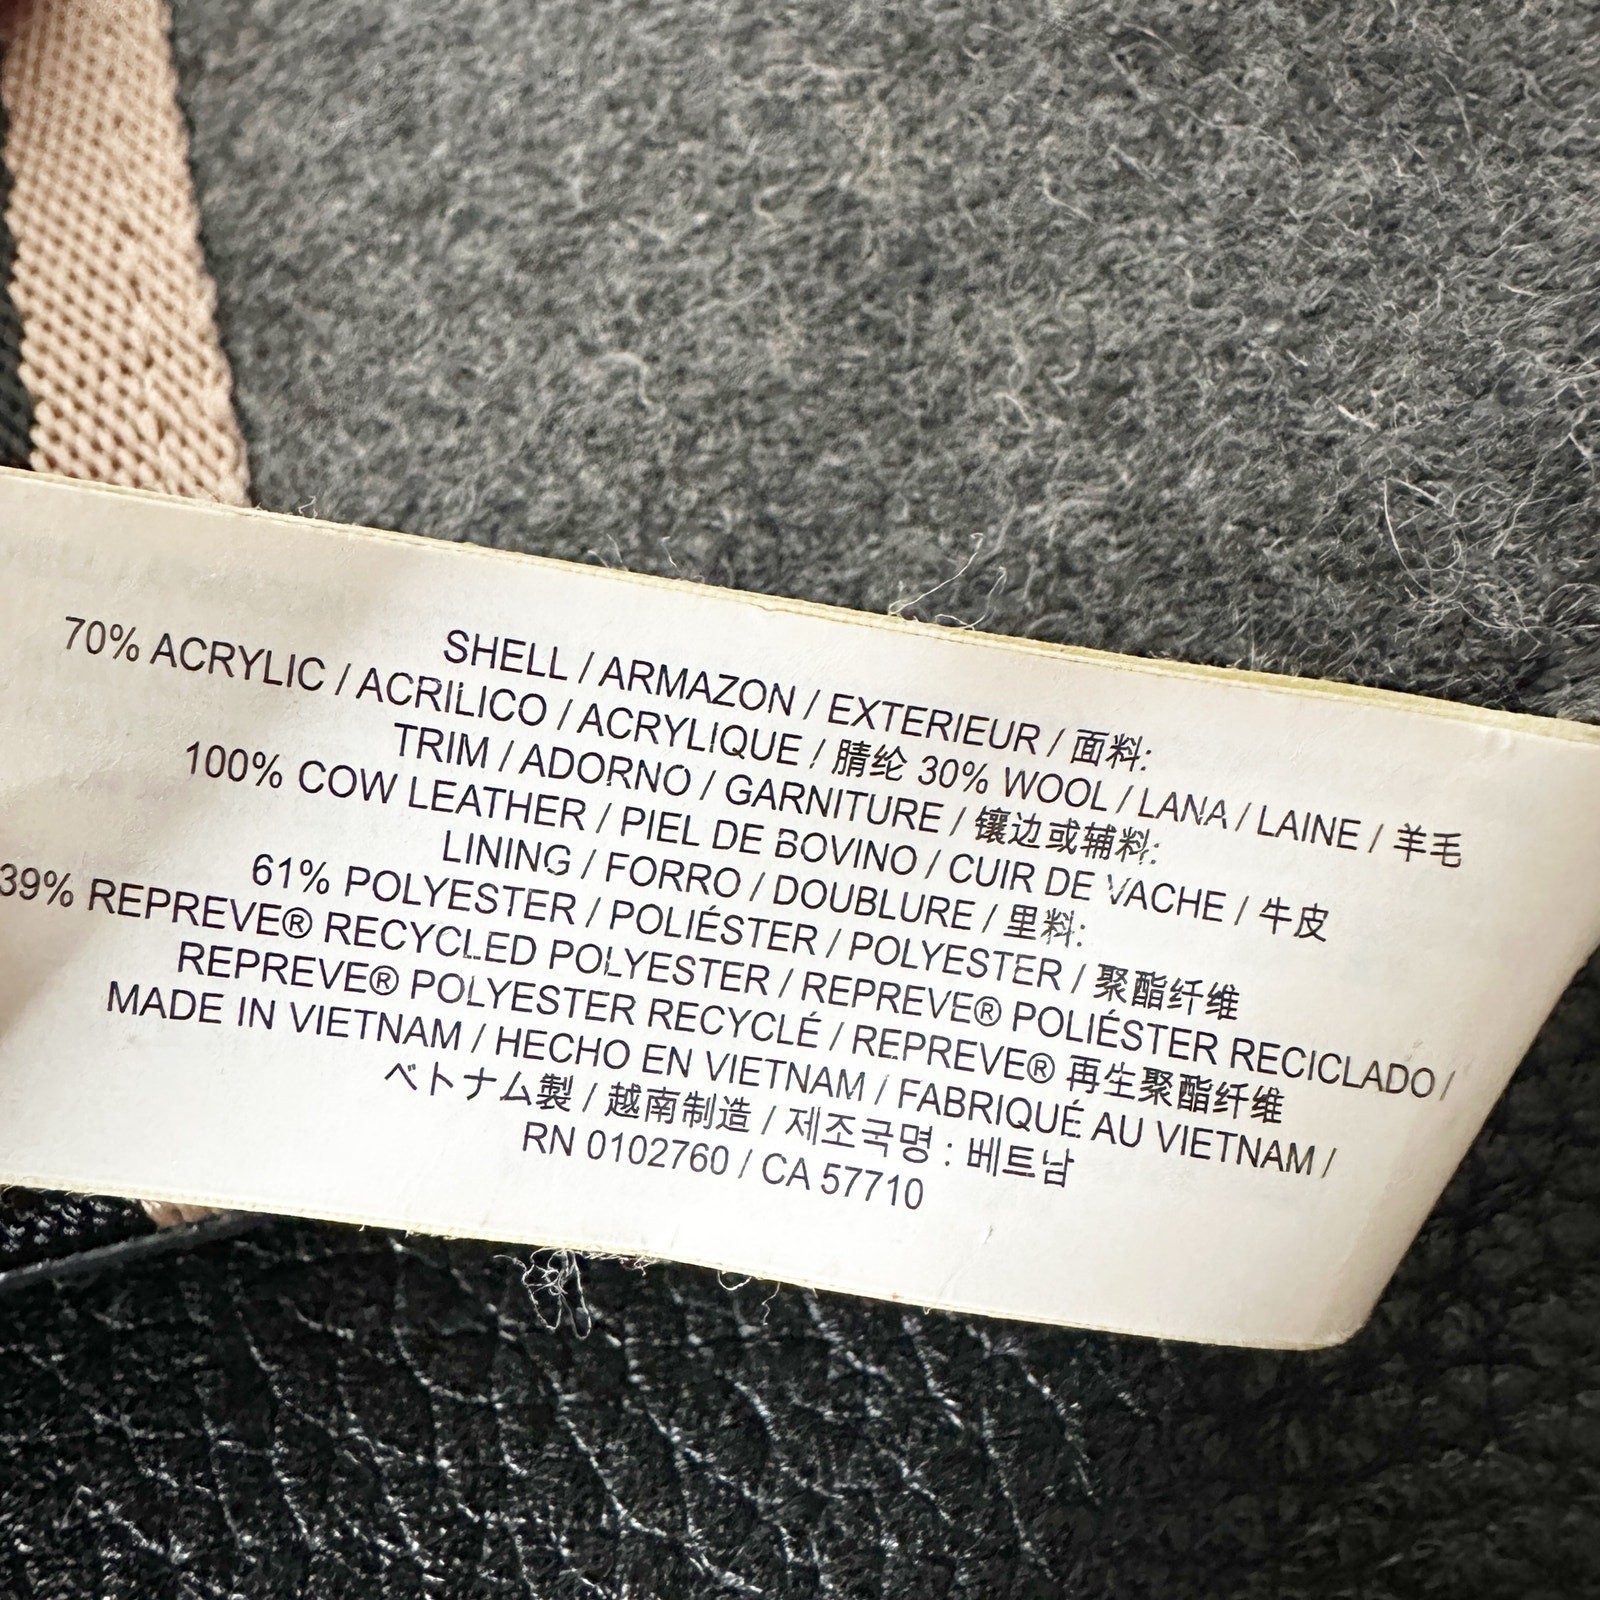 SHELL / ARMAZON / EXTERIEUR / 面料:
70% ACRYLIC / ACRILICO / ACRYLIQUE / 腈纶 30% WOOL / LANA / LAINE / 羊毛
TRIM / ADORNO / GARNITURE / 镶边或辅料:
100% COW LEATHER / PIEL DE BOVINO / CUIR DE VACHE / 牛皮
LINING / FORRO / DOUBLURE / 里料:
61% POLYESTER / POLIÉSTER / POLYESTER / 聚酯纤维
39% REPREVE® RECYCLED POLYESTER / REPREVE® POLIÉSTER RECICLADO /
REPREVE® POLYESTER RECYCLÉ / REPREVE® 再生聚酯纤维
MADE IN VIETNAM / HECHO EN VIETNAM / FABRIQUÉ AU VIETNAM /
ベトナム製 / 越南制造 / 제조국명 : 베트남
RN 0102760 / CA 57710